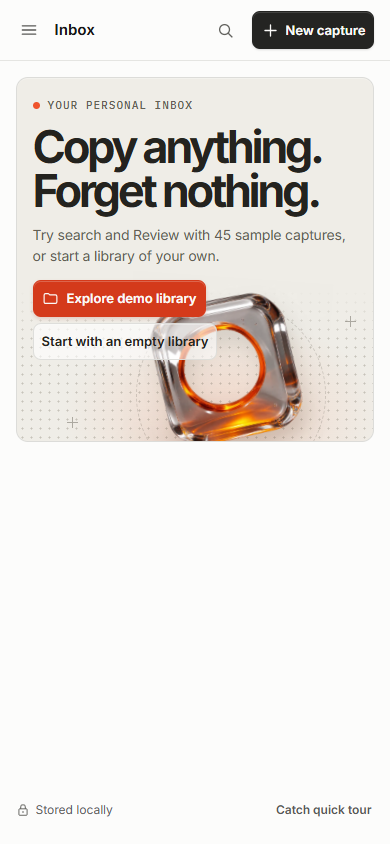 Inbox
New capture
YOUR PERSONAL INBOX
Copy anything.
Forget nothing.
Try search and Review with 45 sample captures,
or start a library of your own.
Explore demo library
Start with an empty library
Stored locally
Catch quick tour